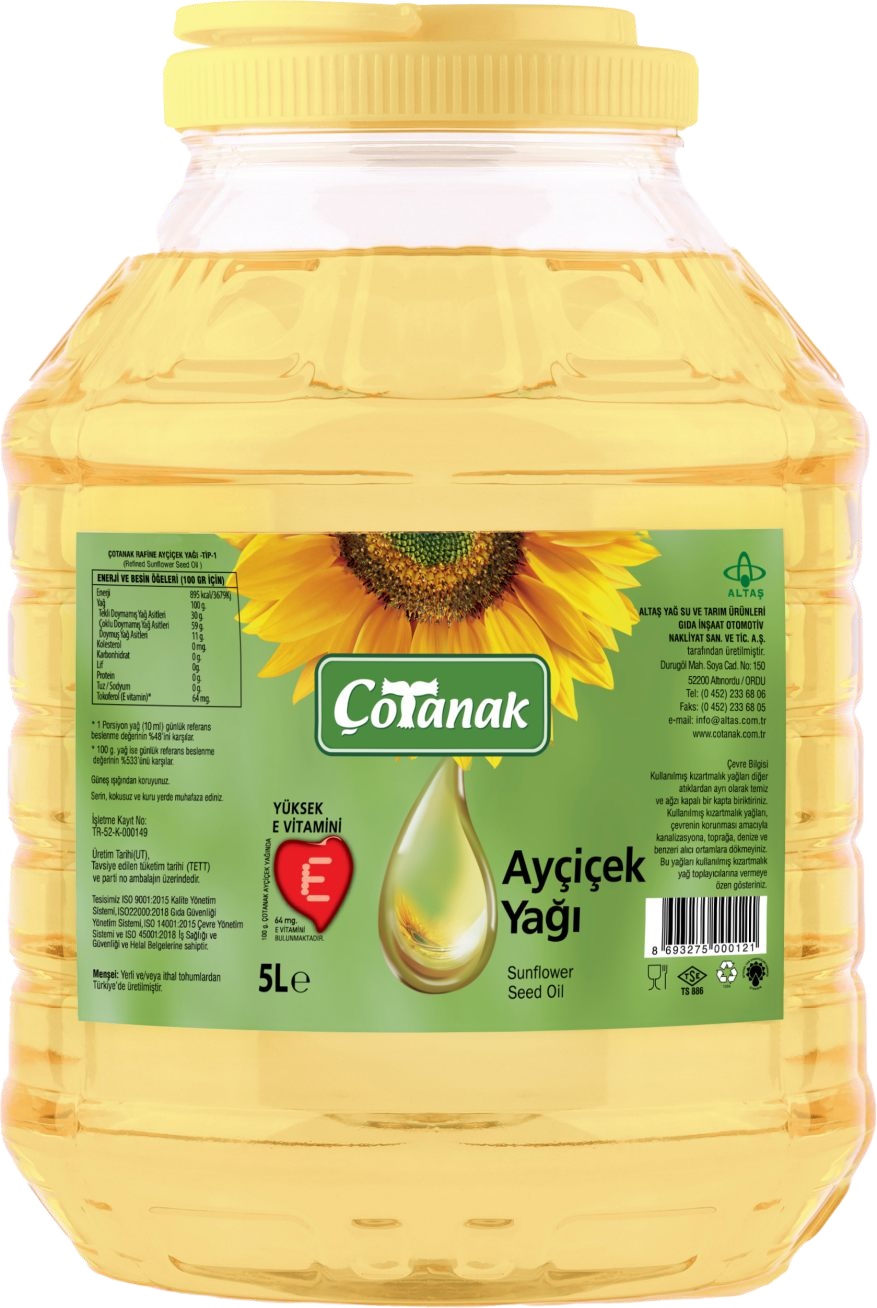 ÇOTANAK RAFİNE AYÇİÇEK YAĞI -TİP-1
(Refined Sunflower Seed Oil )
ENERJİ VE BESİN ÖĞELERİ (100 GR İÇİN)
Enerji 895 kcal/3679Kj
Yağ 100 g.
Tekli Doymamış Yağ Asitleri 30 g.
Çoklu Doymamış Yağ Asitleri 59 g.
Doymuş Yağ Asitleri 11 g.
Kolesterol 0 mg.
Karbonhidrat 0 g.
Lif 0g.
Protein 0 g.
Tuz / Sodyum 0 g.
Tokoferol (E vitamin)* 64 mg.
* 1 Porsiyon yağ (10 ml) günlük referans
beslenme değerinin %48'ini karşılar.
* 100 g. yağ ise günlük referans beslenme
değerinin %533'ünü karşılar.
Güneş ışığından koruyunuz.
Serin, kokusuz ve kuru yerde muhafaza ediniz.
İşletme Kayıt No:
TR-52-K-000149
Üretim Tarihi(UT),
Tavsiye edilen tüketim tarihi (TETT)
ve parti no ambalajın üzerindedir.
Tesisimiz ISO 9001:2015 Kalite Yönetim
Sistemi, ISO22000:2018 Gıda Güvenliği
Yönetim Sistemi, ISO 14001:2015 Çevre Yönetim
Sistemi ve ISO 45001:2018 İş Sağlığı ve
Güvenliği ve Helal Belgelerine sahiptir.
Menşei: Yerli ve/veya ithal tohumlardan
Türkiye'de üretilmiştir.
YÜKSEK
E VİTAMİNİ
E
100 g. ÇOTANAK AYÇİÇEK YAĞINDA
64 mg.
E VİTAMİNİ
BULUNMAKTADIR.
5L e
Çotanak
Ayçiçek
Yağı
Sunflower
Seed Oil
ALTAŞ
ALTAŞ YAĞ SU VE TARIM ÜRÜNLERİ
GIDA İNŞAAT OTOMOTİV
NAKLİYAT SAN. VE TİC. A.Ş.
tarafından üretilmiştir.
Durugöl Mah. Soya Cad. No: 150
52200 Altınordu / ORDU
Tel: (0 452) 233 68 06
Faks: (0 452) 233 68 05
e-mail: info@altas.com.tr
www.cotanak.com.tr
Çevre Bilgisi
Kullanılmış kızartmalık yağları diğer
atıklardan ayrı olarak temiz
ve ağzı kapalı bir kapta biriktiriniz.
Kullanılmış kızartmalık yağları,
çevrenin korunması amacıyla
kanalizasyona, toprağa, denize ve
benzeri alıcı ortamlara dökmeyiniz.
Bu yağları kullanılmış kızartmalık
yağ toplayıcılarına vermeye
özen gösteriniz.
8 693275 000121
TSE
TS 886